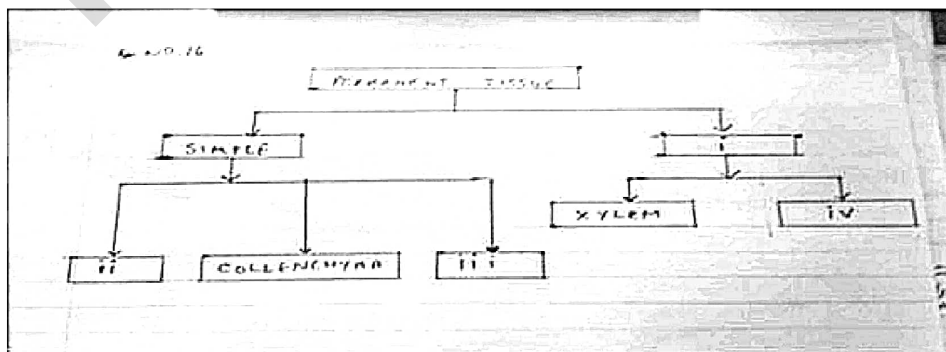 NO.16
PERMANENT TISSUE
SIMPLE
i
XYLEM
iv
ii
COLLENCHYMA
iii